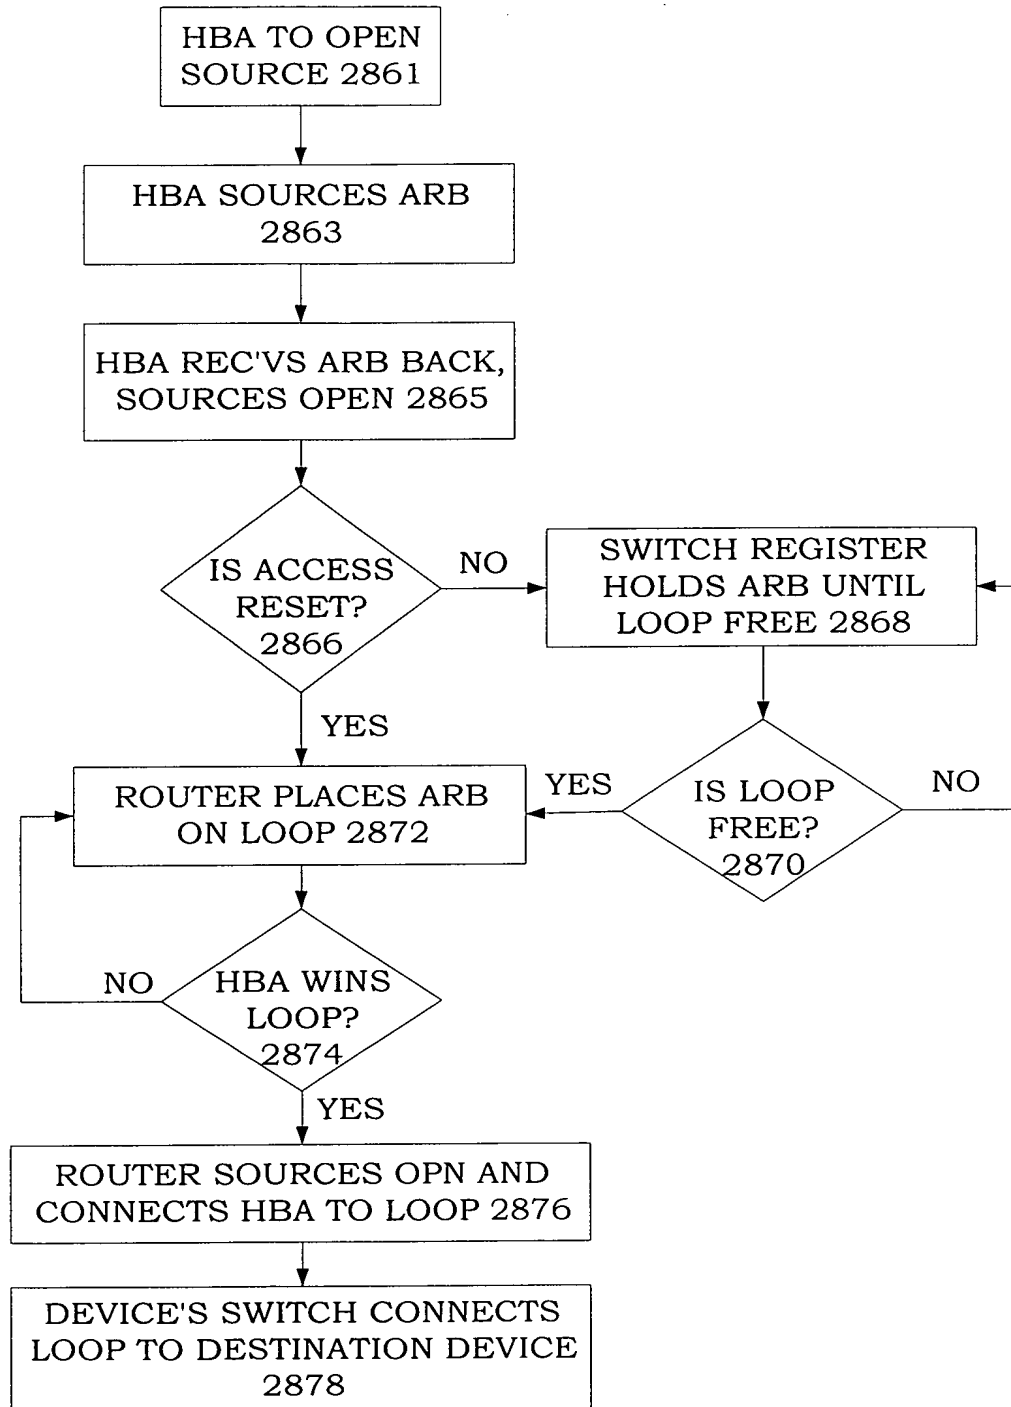 HBA TO OPEN
SOURCE 2861
HBA SOURCES ARB
2863
HBA REC'VS ARB BACK,
SOURCES OPEN 2865
IS ACCESS
RESET?
2866
NO
SWITCH REGISTER
HOLDS ARB UNTIL
LOOP FREE 2868
YES
ROUTER PLACES ARB
ON LOOP 2872
YES
IS LOOP
FREE?
2870
NO
NO
HBA WINS
LOOP?
2874
YES
ROUTER SOURCES OPN AND
CONNECTS HBA TO LOOP 2876
DEVICE'S SWITCH CONNECTS
LOOP TO DESTINATION DEVICE
2878